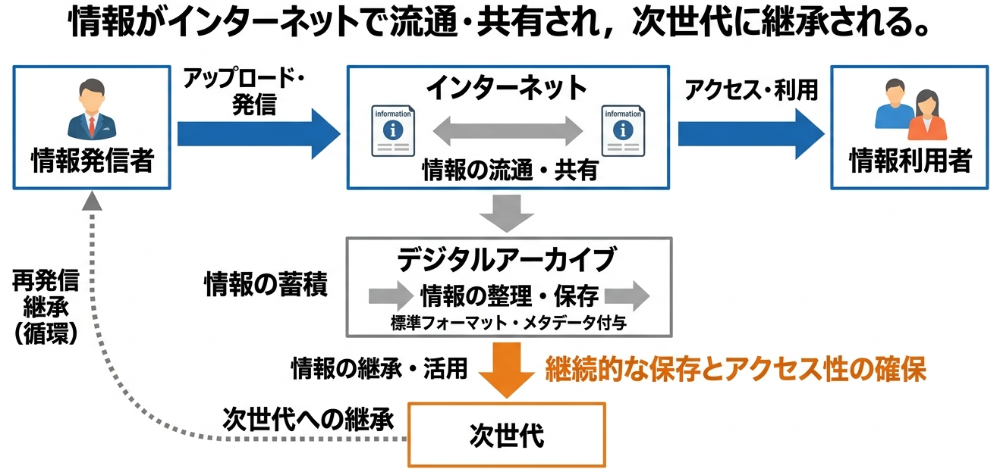 情報がインターネットで流通・共有され，次世代に継承される。
アップロード・
発信
インターネット
アクセス・利用
information
information
情報発信者
情報の流通・共有
情報利用者
デジタルアーカイブ
情報の蓄積
情報の整理・保存
標準フォーマット・メタデータ付与
再発信
継承
（循環）
情報の継承・活用
継続的な保存とアクセス性の確保
次世代への継承
次世代